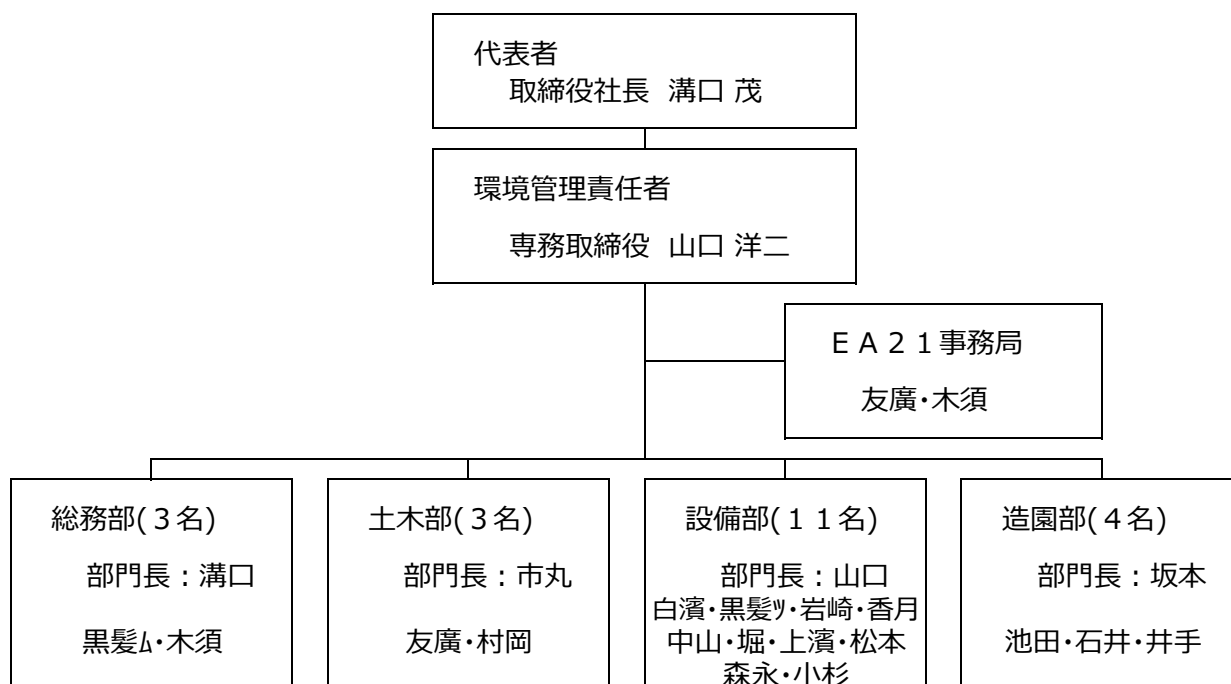 代表者
取締役社長 溝口 茂
環境管理責任者
専務取締役 山口 洋二
ＥＡ２１事務局
友廣・木須
総務部(３名)
部門長：溝口
黒髪ﾑ・木須
土木部(３名)
部門長：市丸
友廣・村岡
設備部(１１名)
部門長：山口
白濱・黒髪ﾂ・岩崎・香月
中山・堀・上濱・松本
森永・小杉
造園部(４名)
部門長：坂本
池田・石井・井手